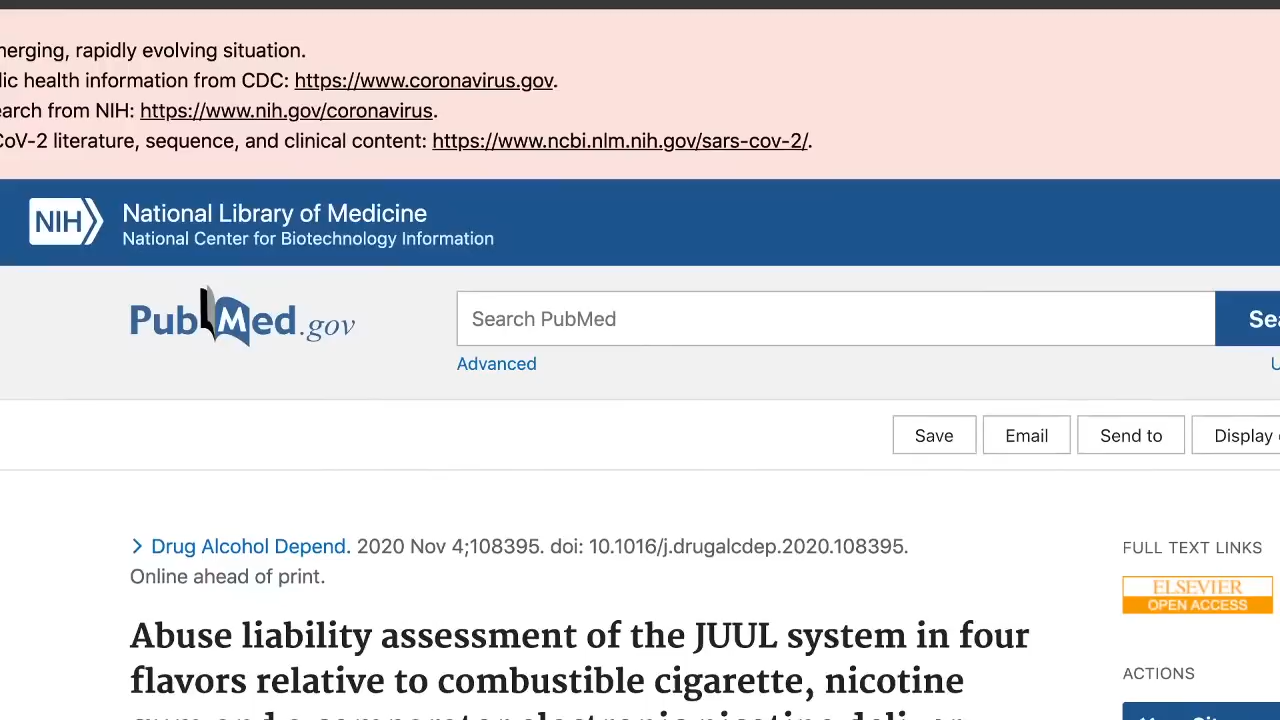 merging, rapidly evolving situation.
lic health information from CDC: https://www.coronavirus.gov.
earch from NIH: https://www.nih.gov/coronavirus.
CoV-2 literature, sequence, and clinical content: https://www.ncbi.nlm.nih.gov/sars-cov-2/.
NIH National Library of Medicine
National Center for Biotechnology Information
PubMed.gov
Search PubMed
Sea
Advanced
U
Save
Email
Send to
Display
> Drug Alcohol Depend. 2020 Nov 4;108395. doi: 10.1016/j.drugalcdep.2020.108395.
Online ahead of print.
FULL TEXT LINKS
ELSEVIER
OPEN ACCESS
Abuse liability assessment of the JUUL system in four
flavors relative to combustible cigarette, nicotine
ACTIONS